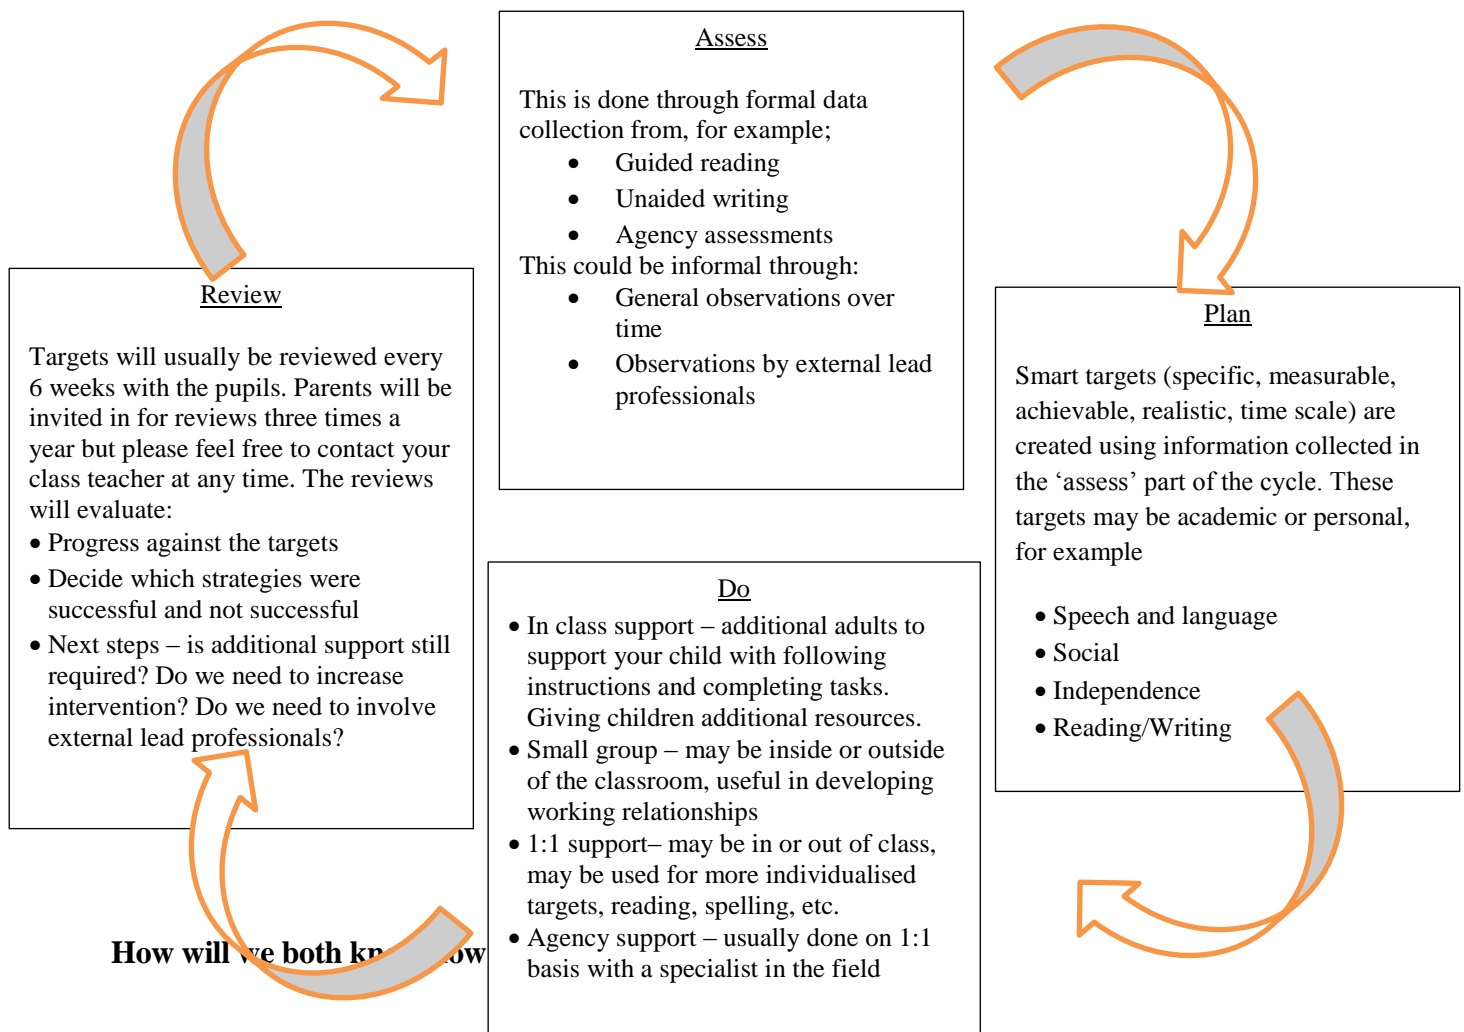 Assess
This is done through formal data
collection from, for example;
• Guided reading
• Unaided writing
• Agency assessments
This could be informal through:
• General observations over
time
• Observations by external lead
professionals
Plan
Smart targets (specific, measurable,
achievable, realistic, time scale) are
created using information collected in
the ‘assess’ part of the cycle. These
targets may be academic or personal,
for example
• Speech and language
• Social
• Independence
• Reading/Writing
Do
• In class support – additional adults to
support your child with following
instructions and completing tasks.
Giving children additional resources.
• Small group – may be inside or outside
of the classroom, useful in developing
working relationships
• 1:1 support– may be in or out of class,
may be used for more individualised
targets, reading, spelling, etc.
• Agency support – usually done on 1:1
basis with a specialist in the field
Review
Targets will usually be reviewed every
6 weeks with the pupils. Parents will be
invited in for reviews three times a
year but please feel free to contact your
class teacher at any time. The reviews
will evaluate:
• Progress against the targets
• Decide which strategies were
successful and not successful
• Next steps – is additional support still
required? Do we need to increase
intervention? Do we need to involve
external lead professionals?
How will we both